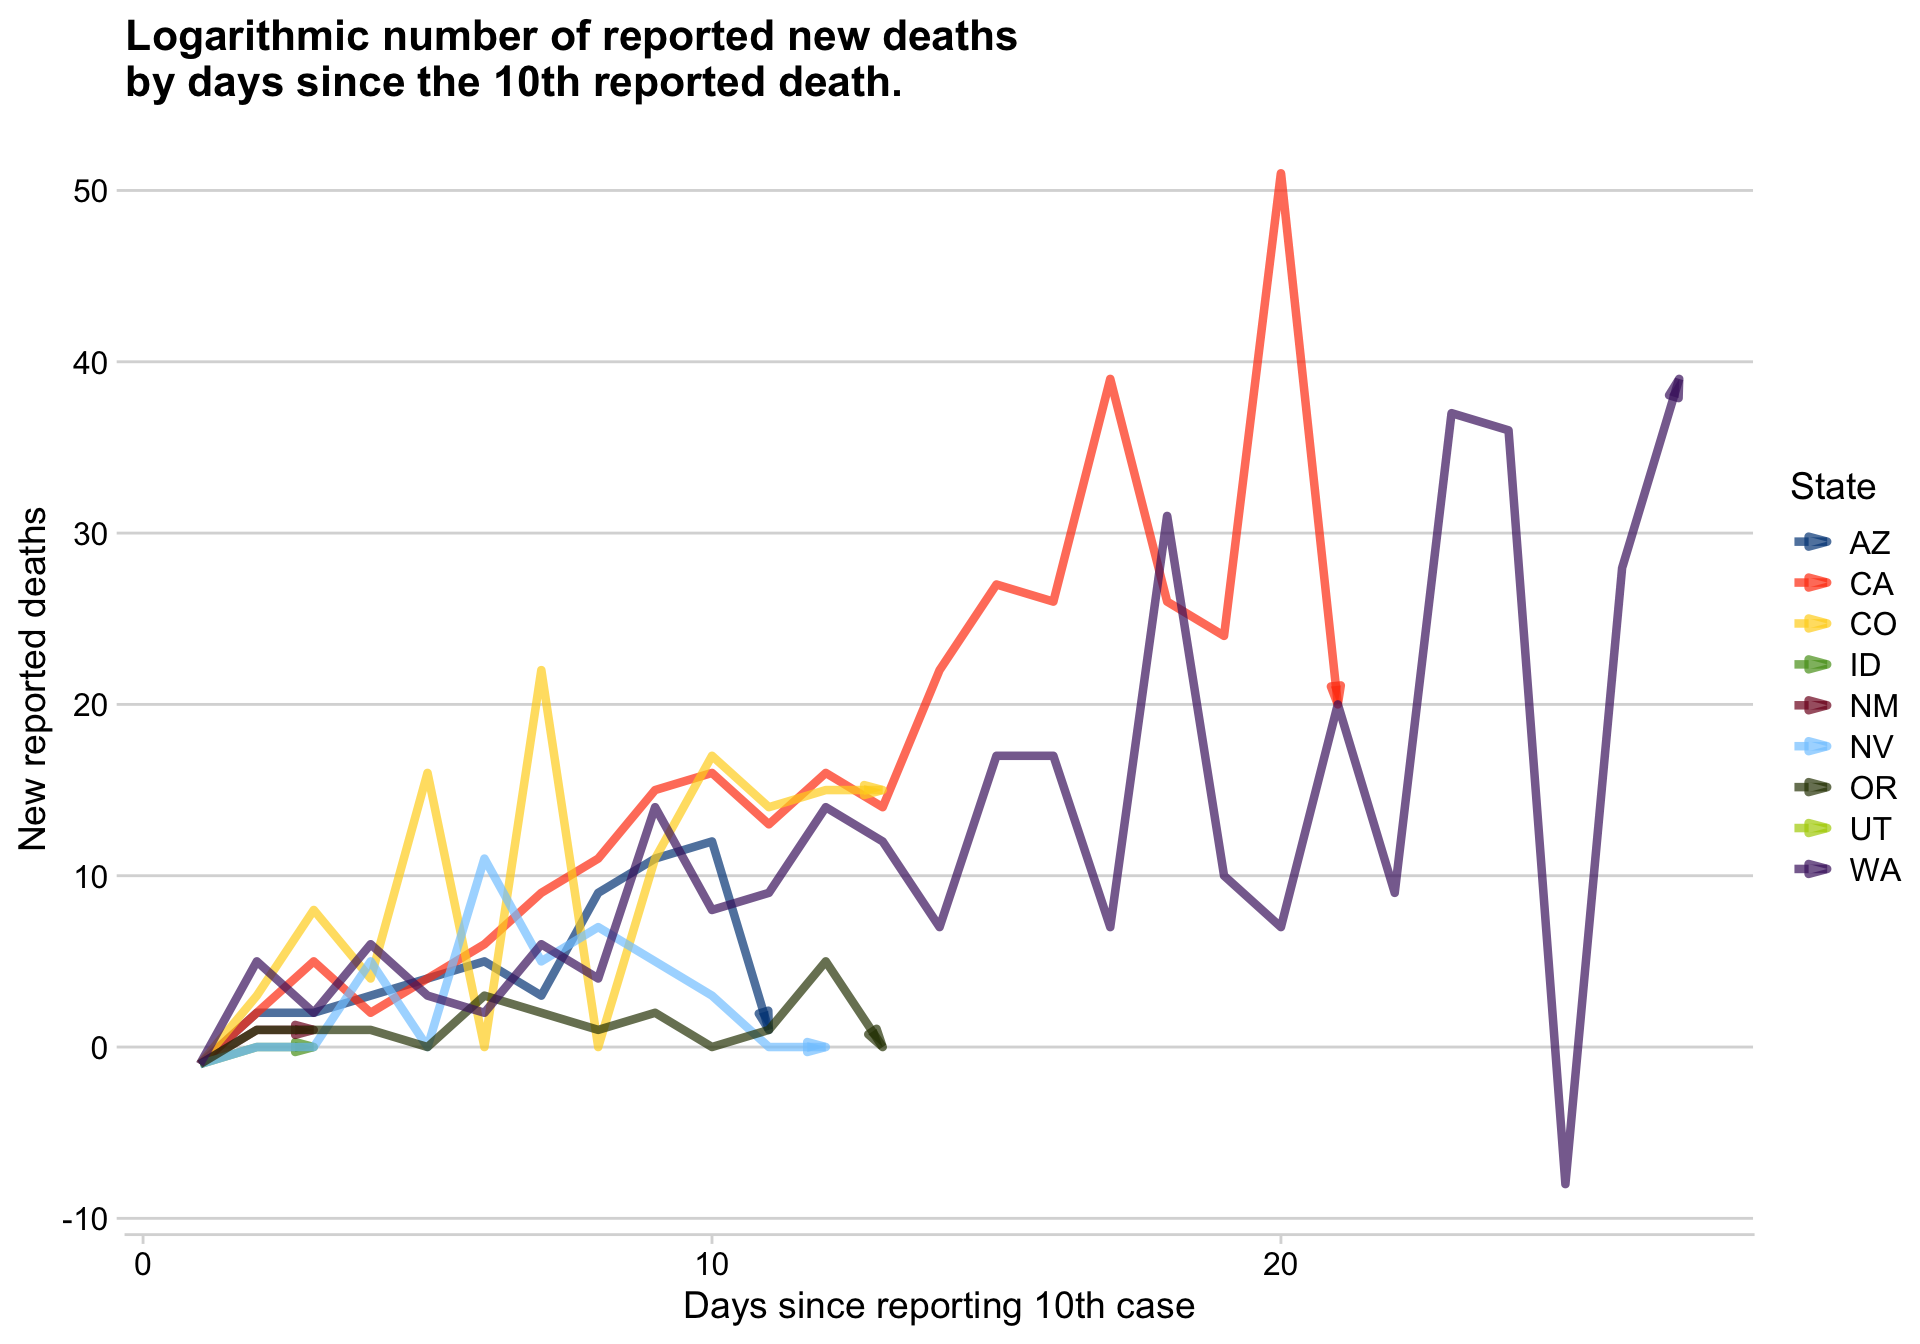 Logarithmic number of reported new deaths
by days since the 10th reported death.
50
40
30
20
10
0
-10
New reported deaths
0
10
20
Days since reporting 10th case
State
AZ
CA
CO
ID
NM
NV
OR
UT
WA